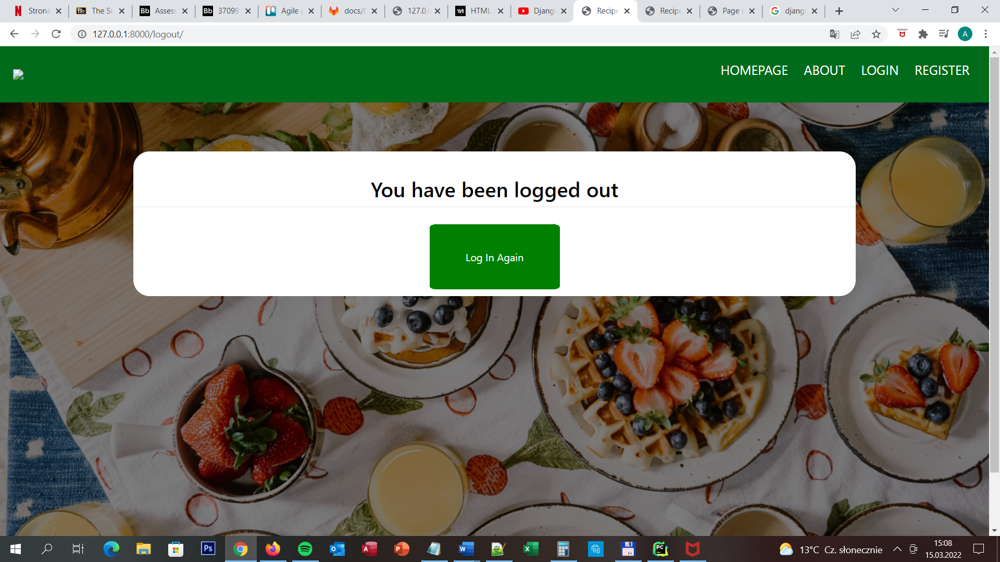 Strona
The Su
Assess
37099
Agile p
docs/D
127.0.0
HTML
Djang
Recipe
Recipe
Page n
djang
127.0.0.1:8000/logout/
A
HOMEPAGE ABOUT LOGIN REGISTER
You have been logged out
Log In Again
13°C Cz. słonecznie
15:08
15.03.2022